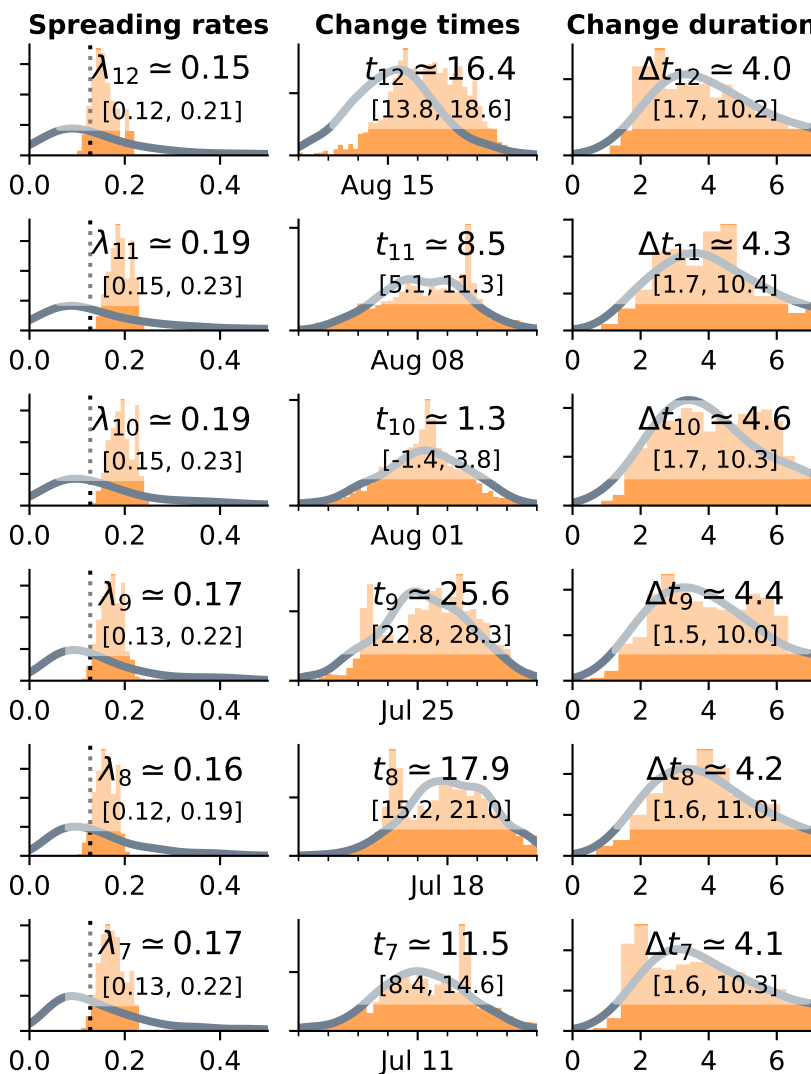 Spreading rates Change times Change duration
λ12 ≃ 0.15 t12 ≃ 16.4 Δt12 ≃ 4.0
[0.12, 0.21] [13.8, 18.6] [1.7, 10.2]
0.0 0.2 0.4 Aug 15 0 2 4 6
λ11 ≃ 0.19 t11 ≃ 8.5 Δt11 ≃ 4.3
[0.15, 0.23] [5.1, 11.3] [1.7, 10.4]
0.0 0.2 0.4 Aug 08 0 2 4 6
λ10 ≃ 0.19 t10 ≃ 1.3 Δt10 ≃ 4.6
[0.15, 0.23] [-1.4, 3.8] [1.7, 10.3]
0.0 0.2 0.4 Aug 01 0 2 4 6
λ9 ≃ 0.17 t9 ≃ 25.6 Δt9 ≃ 4.4
[0.13, 0.22] [22.8, 28.3] [1.5, 10.0]
0.0 0.2 0.4 Jul 25 0 2 4 6
λ8 ≃ 0.16 t8 ≃ 17.9 Δt8 ≃ 4.2
[0.12, 0.19] [15.2, 21.0] [1.6, 11.0]
0.0 0.2 0.4 Jul 18 0 2 4 6
λ7 ≃ 0.17 t7 ≃ 11.5 Δt7 ≃ 4.1
[0.13, 0.22] [8.4, 14.6] [1.6, 10.3]
0.0 0.2 0.4 Jul 11 0 2 4 6